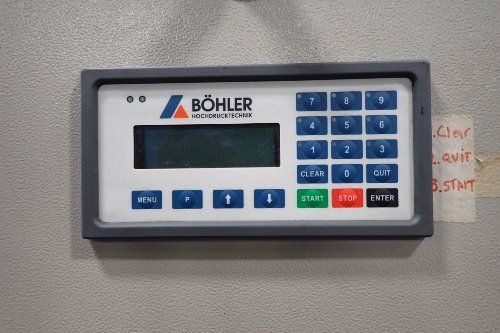 BÖHLER
HOCHDRUCKTECHNIK
7 8 9
4 5 6
1 2 3
CLEAR 0 QUIT
MENU P START STOP ENTER
.Clear
2.QUIT
3.START